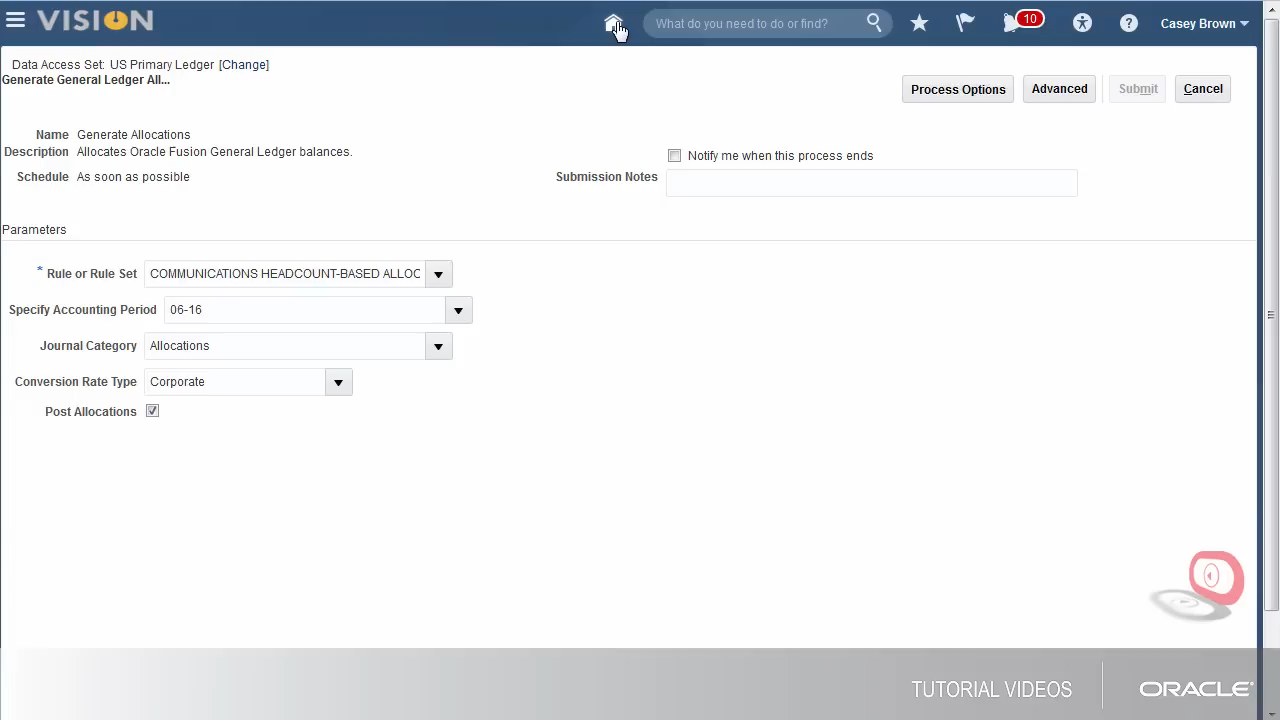 VISION
What do you need to do or find?
10
?
Casey Brown
Data Access Set: US Primary Ledger [Change]
Generate General Ledger All...
Process Options
Advanced
Submit
Cancel
Name Generate Allocations
Description Allocates Oracle Fusion General Ledger balances.
Notify me when this process ends
Schedule As soon as possible
Submission Notes
Parameters
* Rule or Rule Set COMMUNICATIONS HEADCOUNT-BASED ALLOC
Specify Accounting Period 06-16
Journal Category Allocations
Conversion Rate Type Corporate
Post Allocations
TUTORIAL VIDEOS
ORACLE